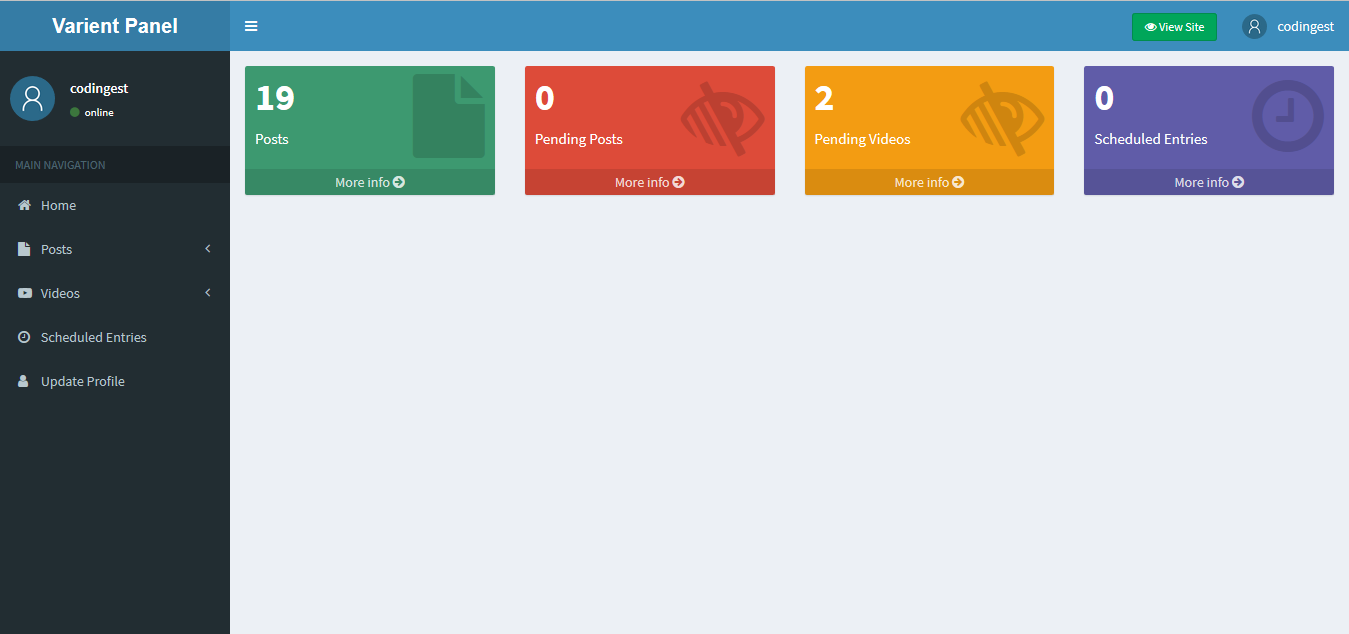 Varient Panel
View Site
codingest
codingest
online
MAIN NAVIGATION
Home
Posts
Videos
Scheduled Entries
Update Profile
19
Posts
More info
0
Pending Posts
More info
2
Pending Videos
More info
0
Scheduled Entries
More info